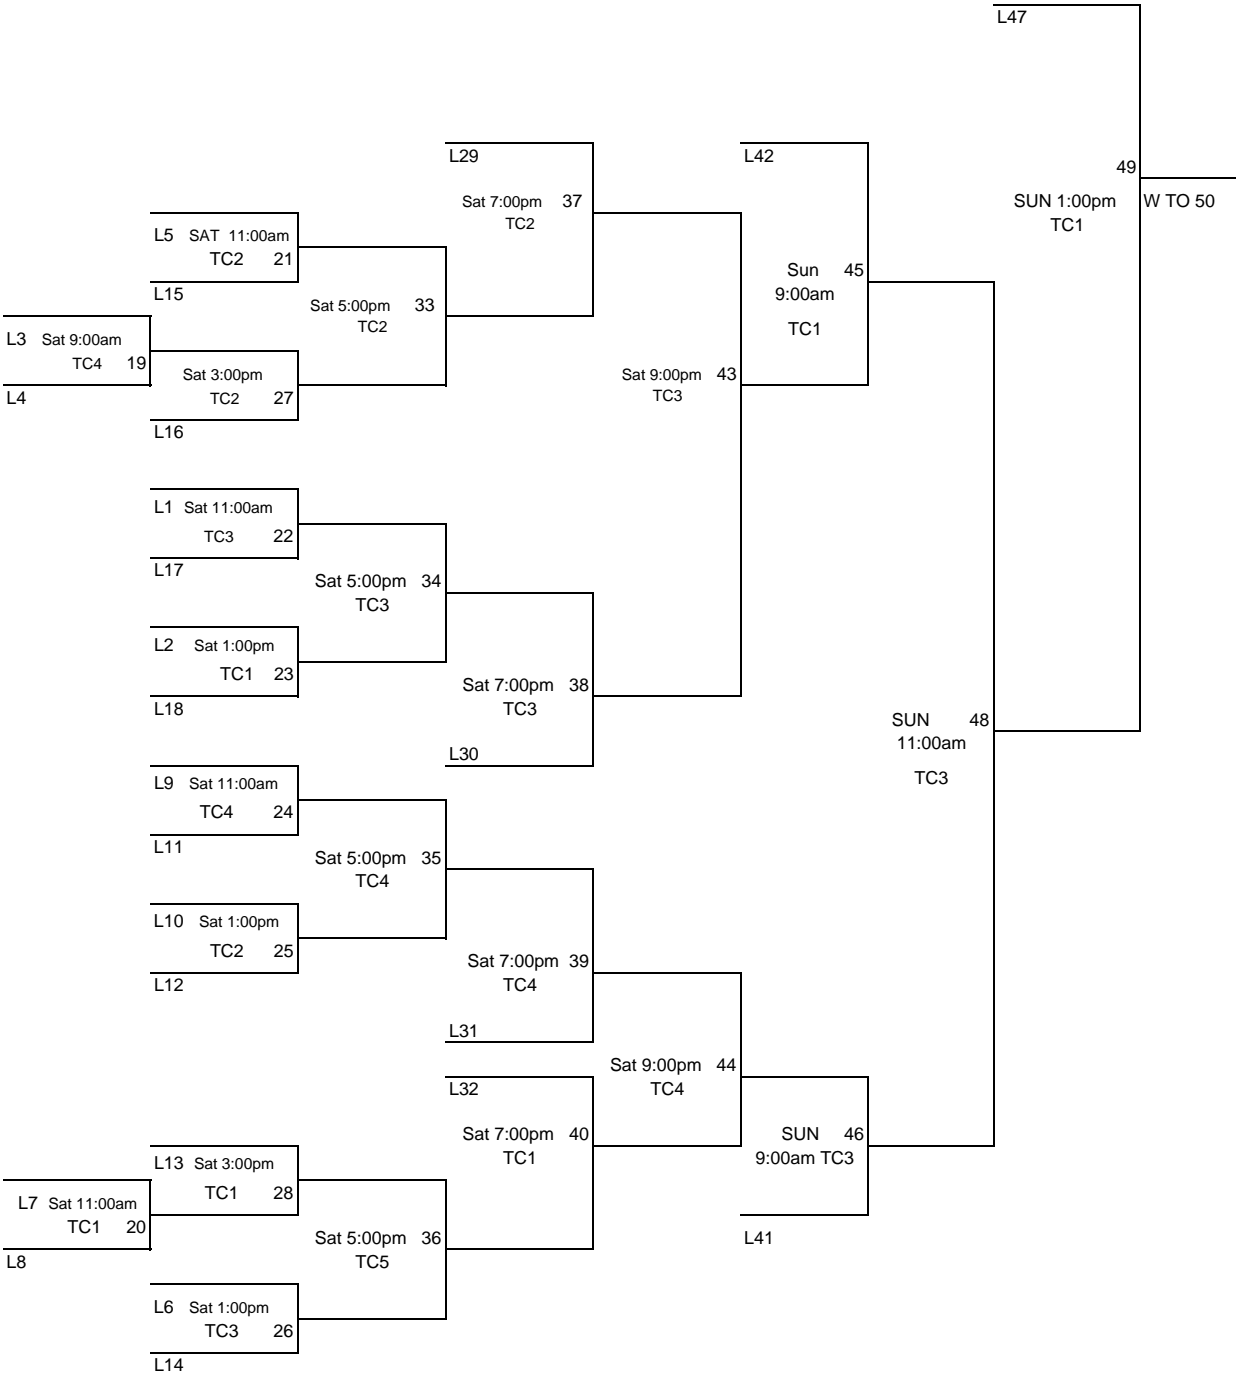 L47
L29
L42
49
Sat 7:00pm 37
TC2
SUN 1:00pm
TC1
W TO 50
L5 SAT 11:00am
TC2 21
L15
Sun 45
9:00am
TC1
Sat 5:00pm 33
TC2
L3 Sat 9:00am
TC4 19
L4
Sat 3:00pm
TC2 27
L16
Sat 9:00pm 43
TC3
L1 Sat 11:00am
TC3 22
L17
Sat 5:00pm 34
TC3
L2 Sat 1:00pm
TC1 23
L18
Sat 7:00pm 38
TC3
L30
SUN 48
11:00am
TC3
L9 Sat 11:00am
TC4 24
L11
Sat 5:00pm 35
TC4
L10 Sat 1:00pm
TC2 25
L12
Sat 7:00pm 39
TC4
L31
Sat 9:00pm 44
TC4
L32
Sat 7:00pm 40
TC1
SUN 46
9:00am TC3
L41
L13 Sat 3:00pm
TC1 28
L7 Sat 11:00am
TC1 20
L8
Sat 5:00pm 36
TC5
L6 Sat 1:00pm
TC3 26
L14